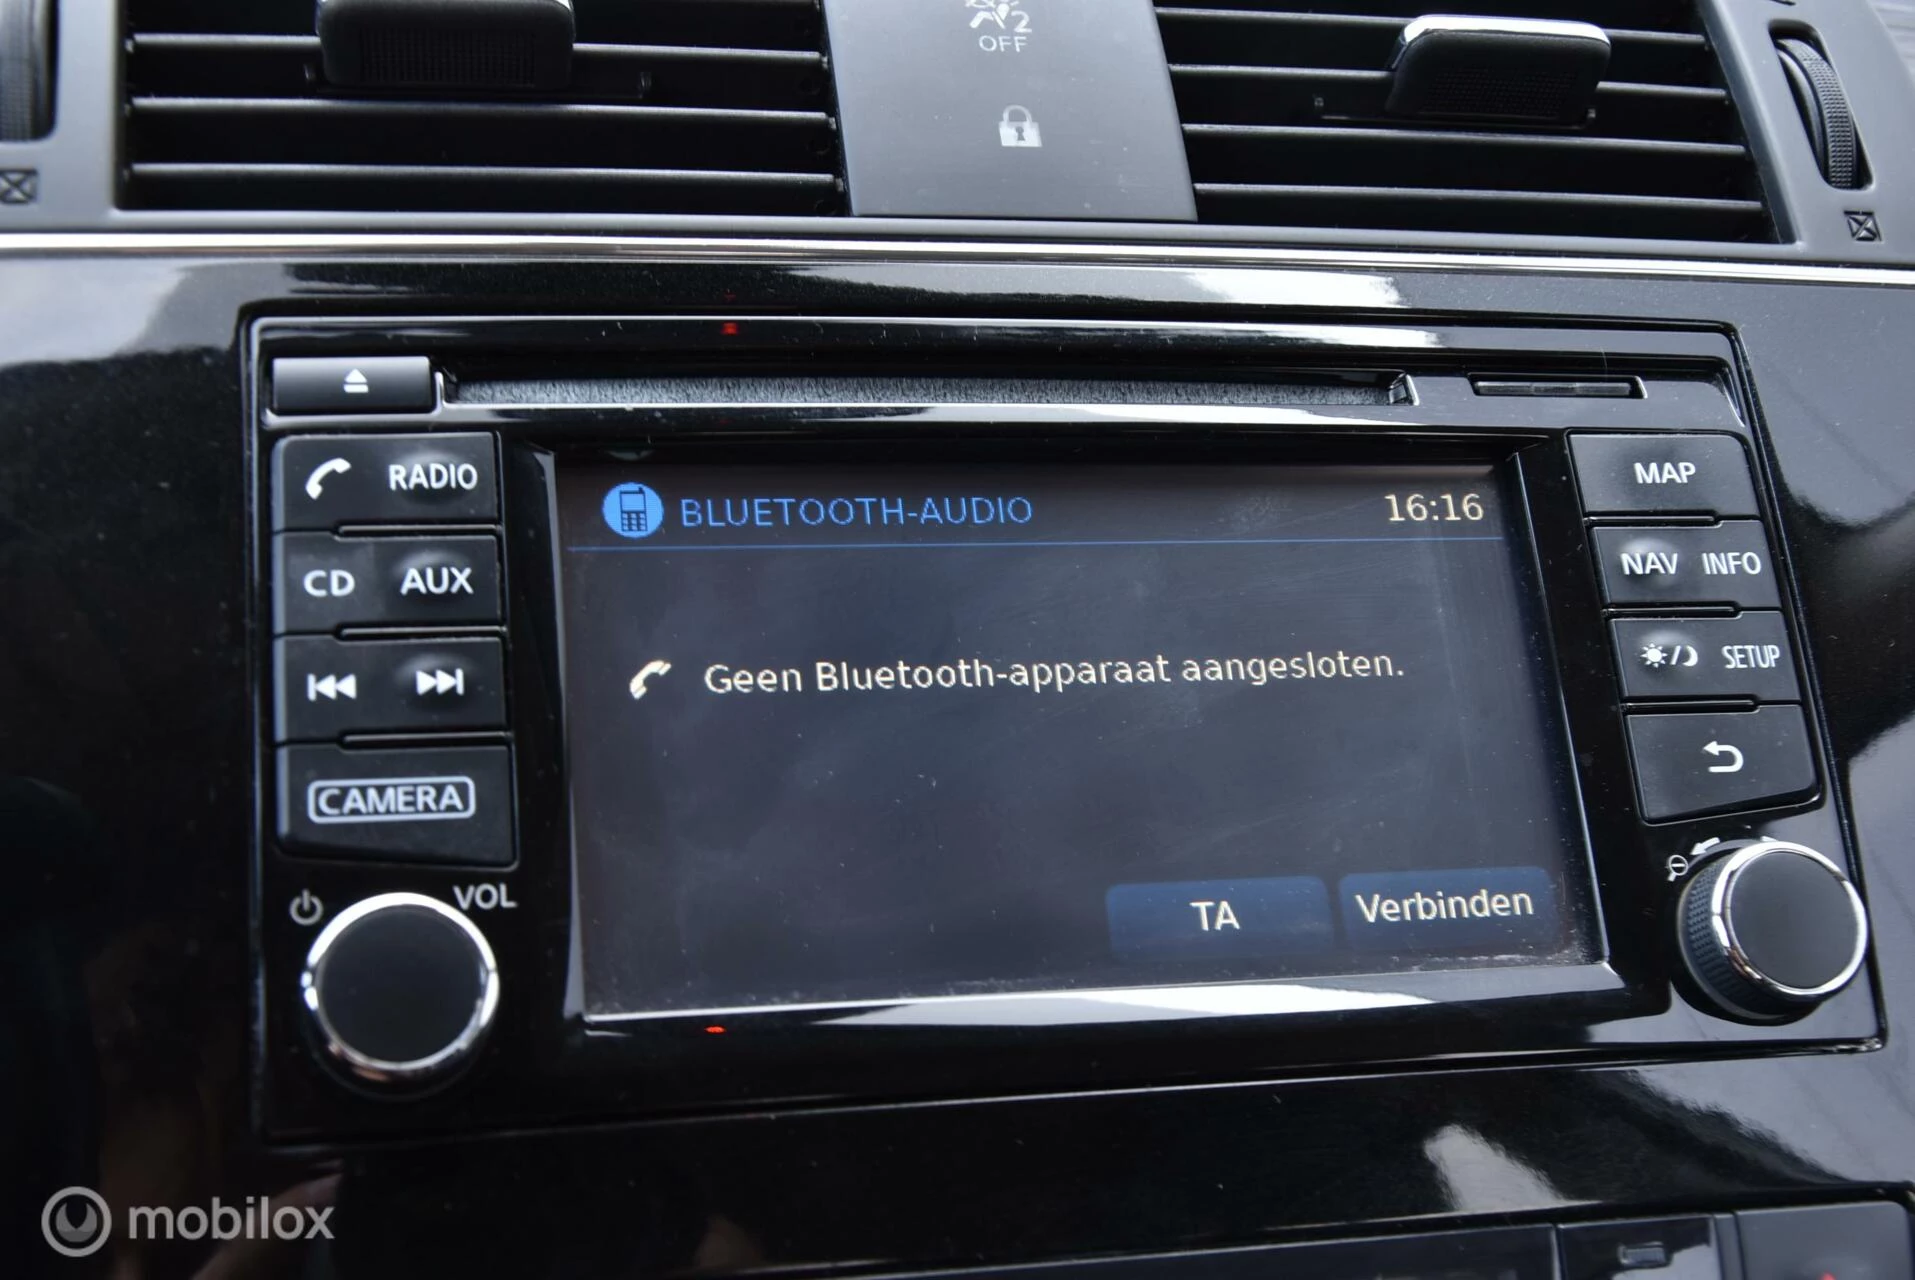 2
OFF
RADIO
MAP
BLUETOOTH-AUDIO 16:16
CD AUX
NAV INFO
Geen Bluetooth-apparaat aangesloten.
SETUP
CAMERA
VOL
TA Verbinden
mobilox